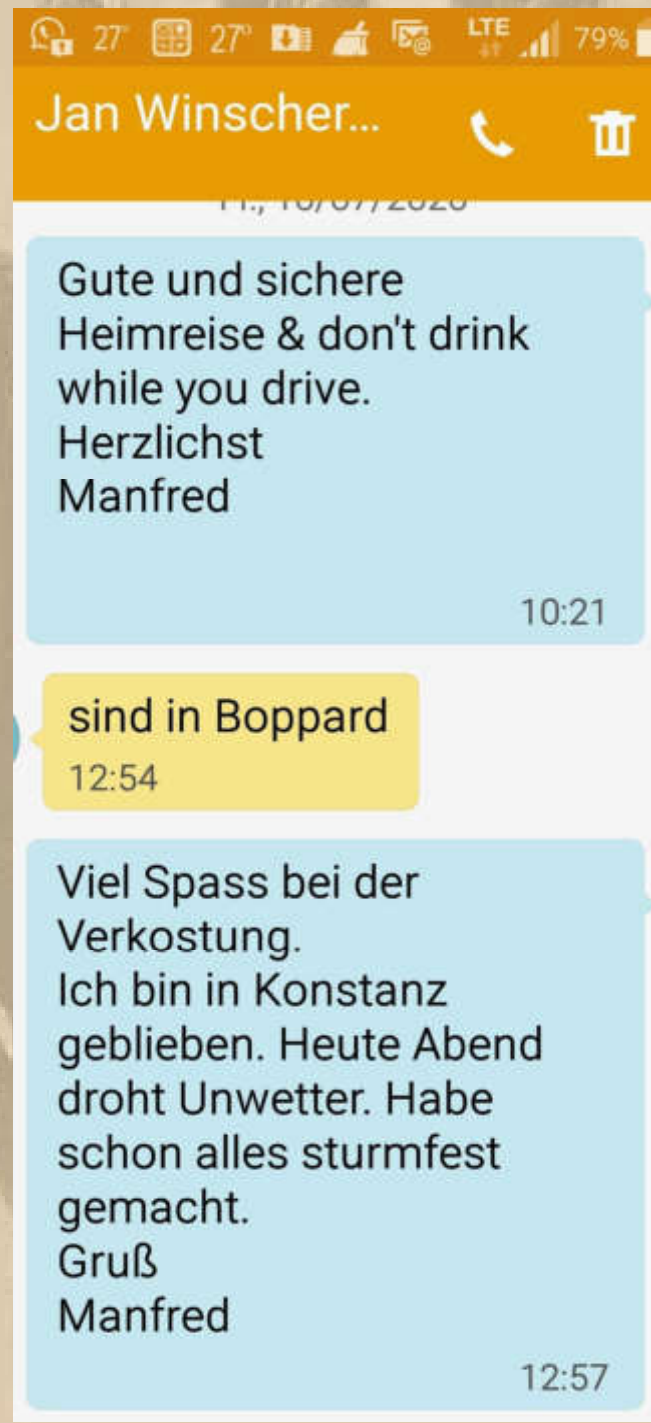 27° 27° LTE 79%
Jan Winscher...
Gute und sichere
Heimreise & don't drink
while you drive.
Herzlichst
Manfred
10:21
sind in Boppard
12:54
Viel Spass bei der
Verkostung.
Ich bin in Konstanz
geblieben. Heute Abend
droht Unwetter. Habe
schon alles sturmfest
gemacht.
Gruß
Manfred
12:57